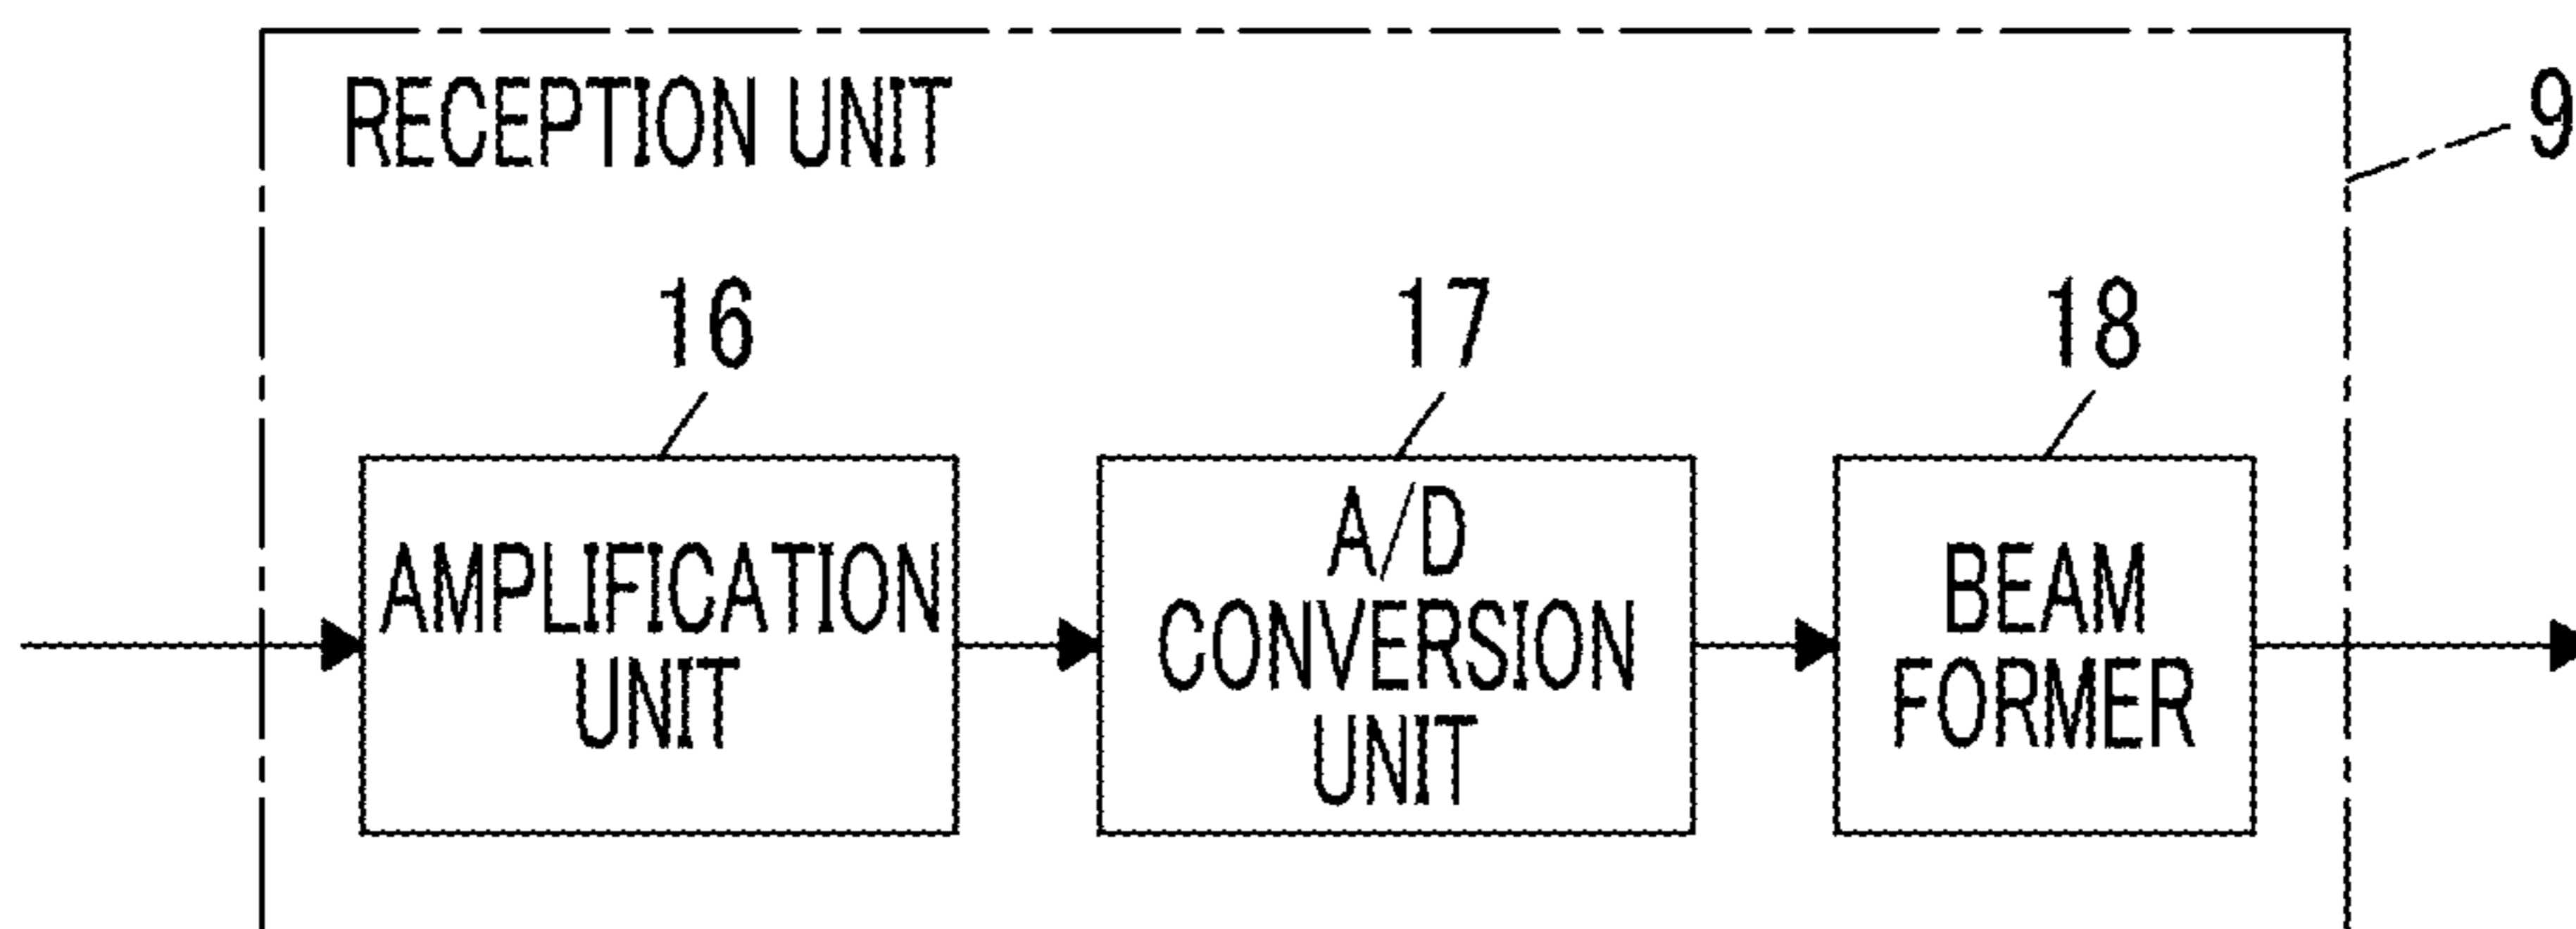 RECEPTION UNIT
9
16
17
18
AMPLIFICATION
UNIT
A/D
CONVERSION
UNIT
BEAM
FORMER